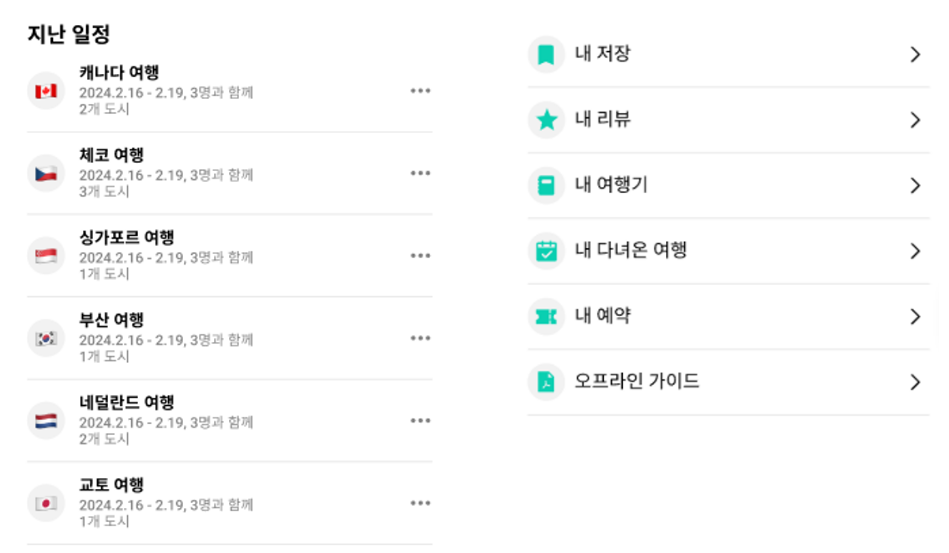 지난 일정
캐나다 여행
2024.2.16 - 2.19, 3명과 함께
2개 도시
체코 여행
2024.2.16 - 2.19, 3명과 함께
3개 도시
싱가포르 여행
2024.2.16 - 2.19, 3명과 함께
1개 도시
부산 여행
2024.2.16 - 2.19, 3명과 함께
1개 도시
네덜란드 여행
2024.2.16 - 2.19, 3명과 함께
2개 도시
교토 여행
2024.2.16 - 2.19, 3명과 함께
1개 도시
내 저장
내 리뷰
내 여행기
내 다녀온 여행
내 예약
오프라인 가이드